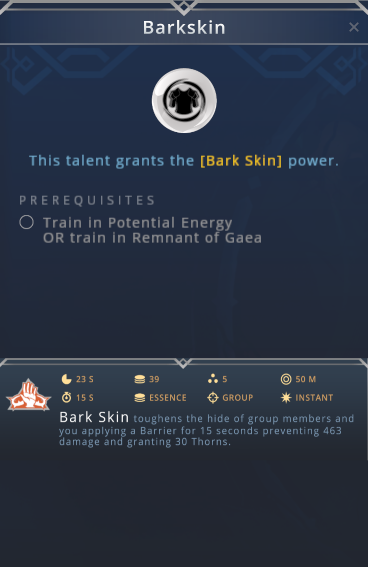 Barkskin
This talent grants the [Bark Skin] power.
PREREQUISITES
Train in Potential Energy
OR train in Remnant of Gaea
23 S 39 5 50 M
15 S ESSENCE GROUP INSTANT
Bark Skin toughens the hide of group members and
you applying a Barrier for 15 seconds preventing 463
damage and granting 30 Thorns.